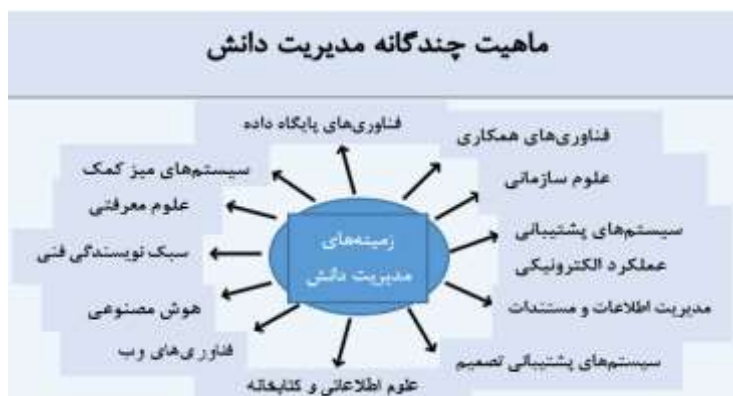 ماهیت چندگانه مدیریت دانش
فناوری‌های پایگاه داده
فناوری‌های همکاری
علوم سازمانی
سیستم‌های پشتیبانی
عملکرد الکترونیکی
مدیریت اطلاعات و مستندات
سیستم‌های پشتیبانی تصمیم
علوم اطلاعاتی و کتابخانه
فناوری‌های وب
هوش مصنوعی
سبک نویسندگی فنی
علوم معرفتی
سیستم‌های میز کمک
زمینه‌های
مدیریت دانش